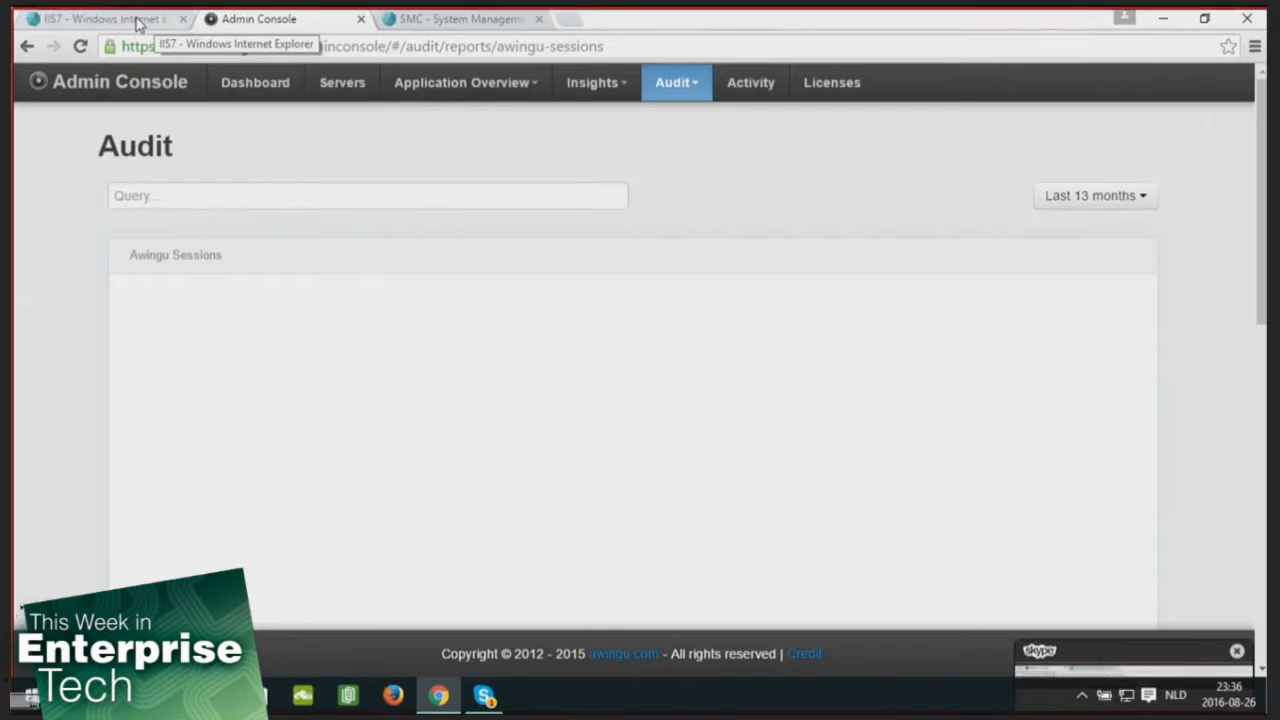 IIS7 - Windows Internet E
Admin Console
SMC - System Managem
https
IIS7 - Windows Internet Explorer
inconsole/#/audit/reports/awingu-sessions
Admin Console
Dashboard
Servers
Application Overview
Insights
Audit
Activity
Licenses
Audit
Query...
Last 13 months
Awingu Sessions
This Week in
Enterprise
Tech
Copyright © 2012 - 2015 awingu.com - All rights reserved | Credit
skype
NLD
23:36
2016-08-26